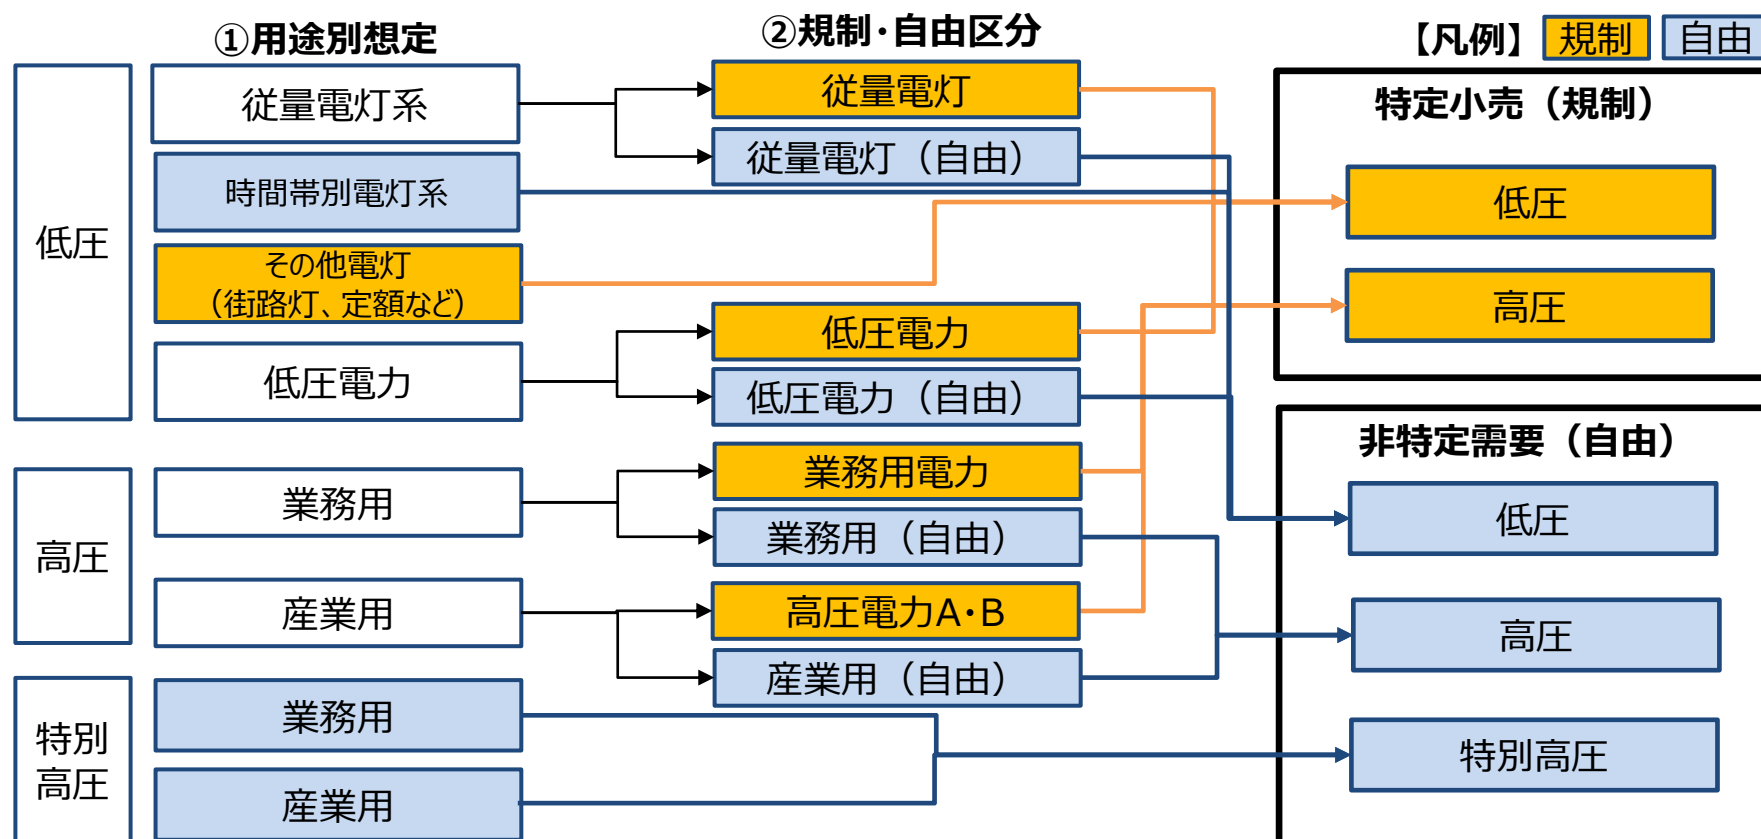 ①用途別想定
②規制・自由区分
【凡例】 規制 自由
低圧
従量電灯系
時間帯別電灯系
その他電灯
（街路灯、定額など）
低圧電力
高圧
業務用
産業用
特別
高圧
業務用
産業用
従量電灯
従量電灯（自由）
低圧電力
低圧電力（自由）
業務用電力
業務用（自由）
高圧電力A・B
産業用（自由）
特定小売（規制）
低圧
高圧
非特定需要（自由）
低圧
高圧
特別高圧